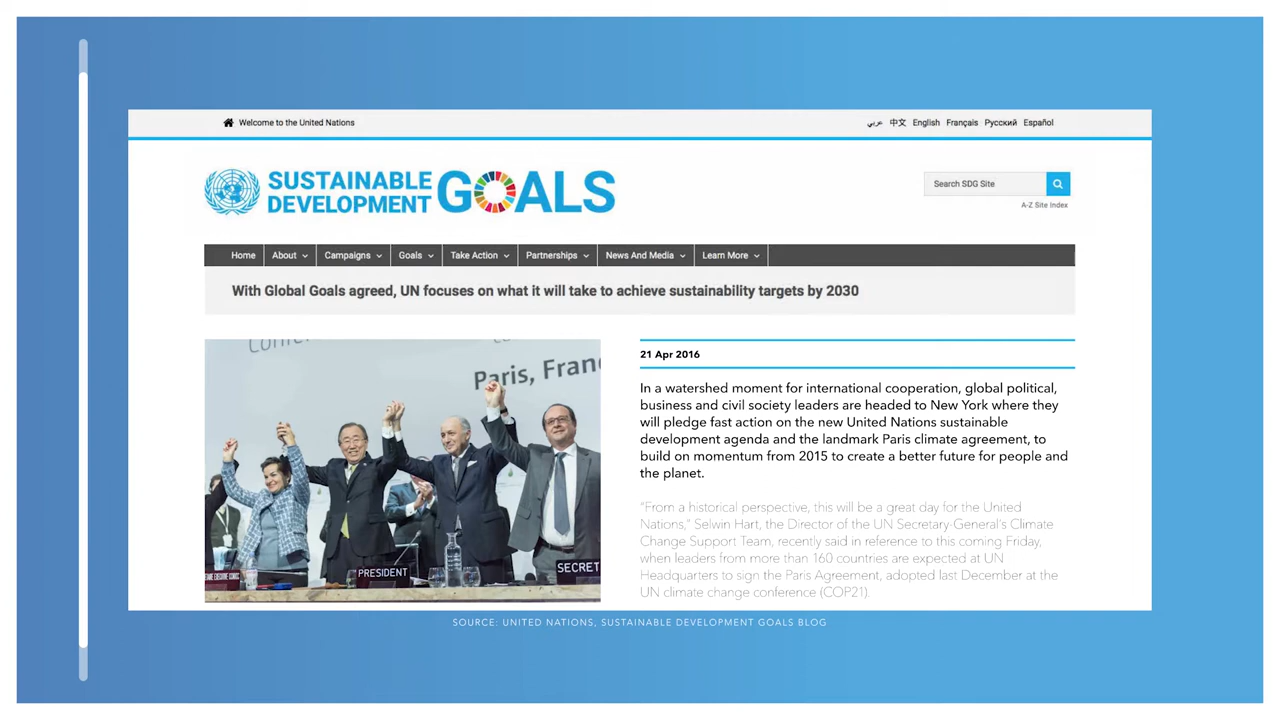 Welcome to the United Nations
عربي 中文 English Français Русский Español
SUSTAINABLE
DEVELOPMENT
GOALS
Search SDG Site
A-Z Site Index
Home About Campaigns Goals Take Action Partnerships News And Media Learn More
With Global Goals agreed, UN focuses on what it will take to achieve sustainability targets by 2030
Paris, Fran
PRESIDENT
SECRET
21 Apr 2016
In a watershed moment for international cooperation, global political,
business and civil society leaders are headed to New York where they
will pledge fast action on the new United Nations sustainable
development agenda and the landmark Paris climate agreement, to
build on momentum from 2015 to create a better future for people and
the planet.
“From a historical perspective, this will be a great day for the United
Nations,” Selwin Hart, the Director of the UN Secretary-General’s Climate
Change Support Team, recently said in reference to this coming Friday,
when leaders from more than 160 countries are expected at UN
Headquarters to sign the Paris Agreement, adopted last December at the
UN climate change conference (COP21).
SOURCE: UNITED NATIONS, SUSTAINABLE DEVELOPMENT GOALS BLOG